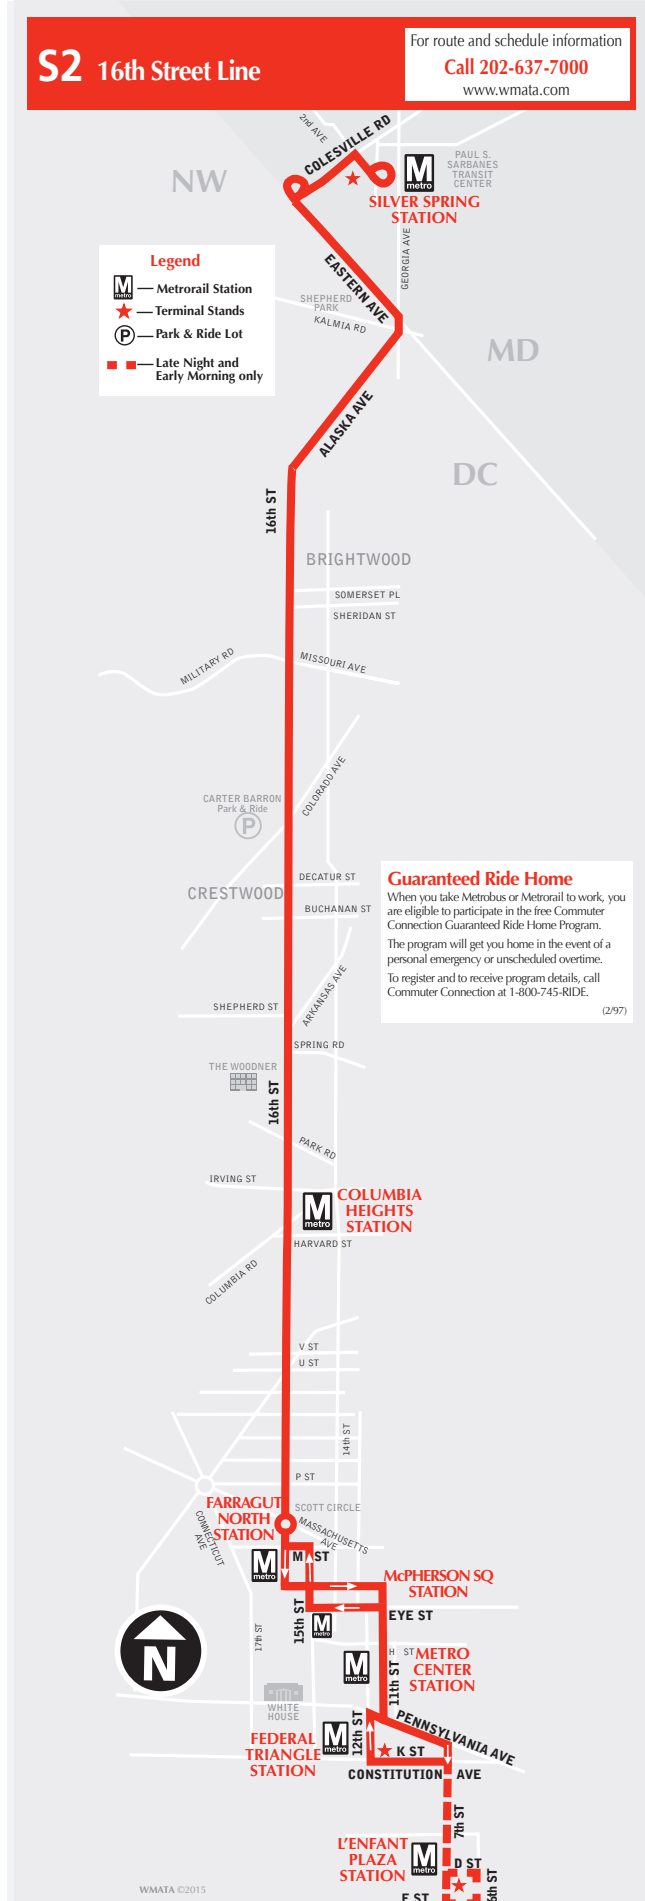 S2 16th Street Line
For route and schedule information
Call 202-637-7000
www.wmata.com
2nd AVE
COLESVILLE RD
NW
M
metro
PAUL S.
SARBANES
TRANSIT
CENTER
SILVER SPRING
STATION
GEORGIA AVE
EASTERN AVE
Legend
M
metro
— Metrorail Station
— Terminal Stands
P — Park & Ride Lot
— Late Night and
Early Morning only
SHEPHERD
PARK
KALMIA RD
MD
ALASKA AVE
DC
16th ST
BRIGHTWOOD
SOMERSET PL
SHERIDAN ST
MILITARY RD
MISSOURI AVE
COLORADO AVE
CARTER BARRON
Park & Ride
P
DECATUR ST
CRESTWOOD
BUCHANAN ST
Guaranteed Ride Home
When you take Metrobus or Metrorail to work, you
are eligible to participate in the free Commuter
Connection Guaranteed Ride Home Program.
The program will get you home in the event of a
personal emergency or unscheduled overtime.
To register and to receive program details, call
Commuter Connection at 1-800-745-RIDE.
(2/97)
ARKANSAS AVE
SHEPHERD ST
SPRING RD
THE WOODNER
16th ST
PARK RD
IRVING ST
M
metro
COLUMBIA
HEIGHTS
STATION
HARVARD ST
COLUMBIA RD
V ST
U ST
14th ST
P ST
FARRAGUT
NORTH
STATION
SCOTT CIRCLE
MASSACHUSETTS
AVE
CONNECTICUT
AVE
M
metro
M ST
McPHERSON SQ
STATION
15th ST
EYE ST
M
metro
17th ST
N
H ST
METRO
CENTER
STATION
M
metro
11th ST
WHITE
HOUSE
12th ST
PENNSYLVANIA AVE
FEDERAL
TRIANGLE
STATION
M
metro
K ST
CONSTITUTION AVE
7th ST
L'ENFANT
PLAZA
STATION
M
metro
D ST
6th ST
E ST
WMATA ©2015